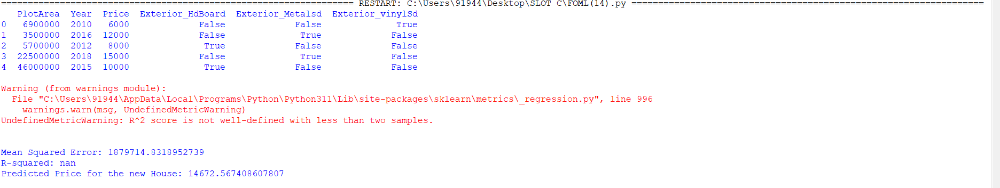 ================================================================== RESTART: C:\Users\91944\Desktop\SLOT C\FOML(14).py ==================================================================
   PlotArea  Year  Price  Exterior_HdBoard  Exterior_Metalsd  Exterior_vinylSd
0   6900000  2010   6000             False             False              True
1   3500000  2016  12000             False              True             False
2   5700000  2012   8000              True             False             False
3  22500000  2018  15000             False              True             False
4  46000000  2015  10000              True             False             False
Warning (from warnings module):
  File "C:\Users\91944\AppData\Local\Programs\Python\Python311\Lib\site-packages\sklearn\metrics\_regression.py", line 996
    warnings.warn(msg, UndefinedMetricWarning)
UndefinedMetricWarning: R^2 score is not well-defined with less than two samples.
Mean Squared Error: 1879714.8318952739
R-squared: nan
Predicted Price for the new House: 14672.567408607807